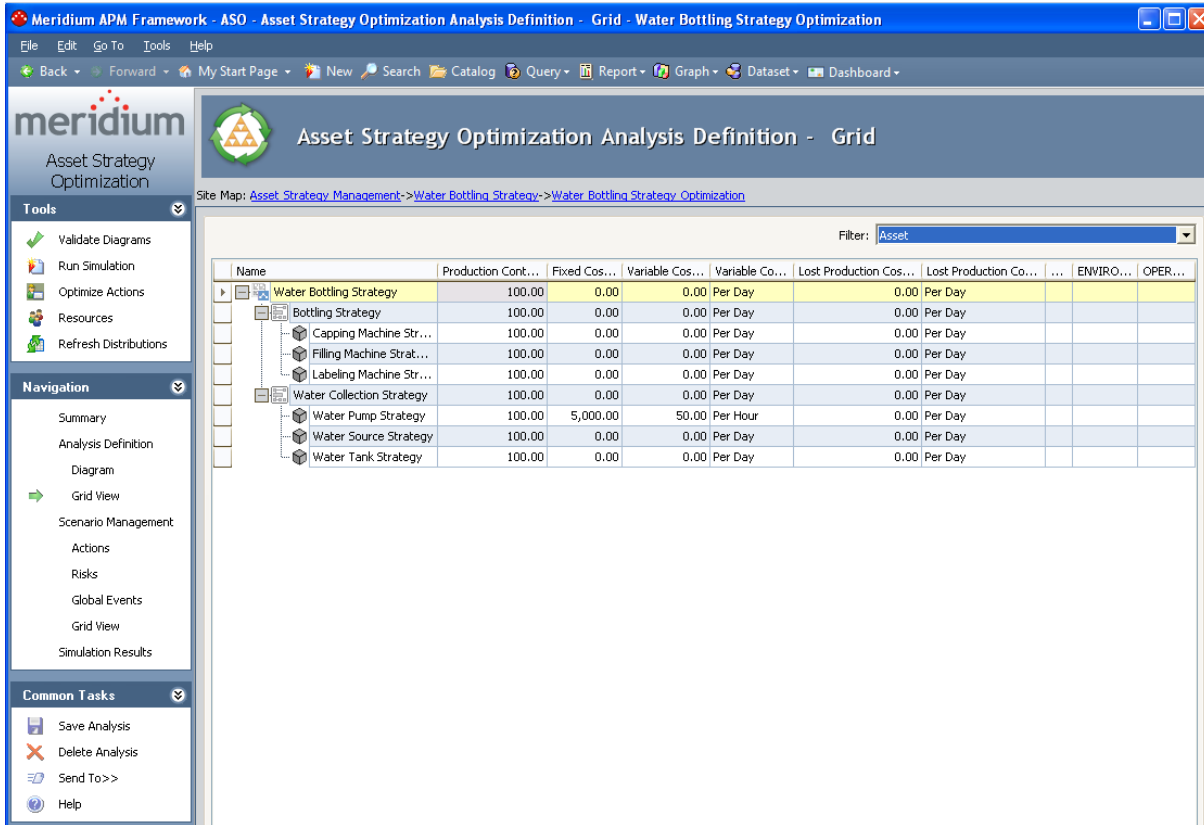 Meridium APM Framework - ASO - Asset Strategy Optimization Analysis Definition -  Grid - Water Bottling Strategy Optimization
File Edit Go To Tools Help
Back Forward My Start Page New Search Catalog Query Report Graph Dataset Dashboard
meridium
Asset Strategy
Optimization
Asset Strategy Optimization Analysis Definition -  Grid
Site Map: Asset Strategy Management->Water Bottling Strategy->Water Bottling Strategy Optimization
Tools
Validate Diagrams
Run Simulation
Optimize Actions
Resources
Refresh Distributions
Navigation
Summary
Analysis Definition
Diagram
Grid View
Scenario Management
Actions
Risks
Global Events
Grid View
Simulation Results
Common Tasks
Save Analysis
Delete Analysis
Send To>>
Help
Filter: Asset
Name Production Cont... Fixed Cos... Variable Cos... Variable Co... Lost Production Cos... Lost Production Co... ... ENVIRO... OPER...
Water Bottling Strategy 100.00 0.00 0.00 Per Day 0.00 Per Day
Bottling Strategy 100.00 0.00 0.00 Per Day 0.00 Per Day
Capping Machine Str... 100.00 0.00 0.00 Per Day 0.00 Per Day
Filling Machine Strat... 100.00 0.00 0.00 Per Day 0.00 Per Day
Labeling Machine Str... 100.00 0.00 0.00 Per Day 0.00 Per Day
Water Collection Strategy 100.00 0.00 0.00 Per Day 0.00 Per Day
Water Pump Strategy 100.00 5,000.00 50.00 Per Hour 0.00 Per Day
Water Source Strategy 100.00 0.00 0.00 Per Day 0.00 Per Day
Water Tank Strategy 100.00 0.00 0.00 Per Day 0.00 Per Day